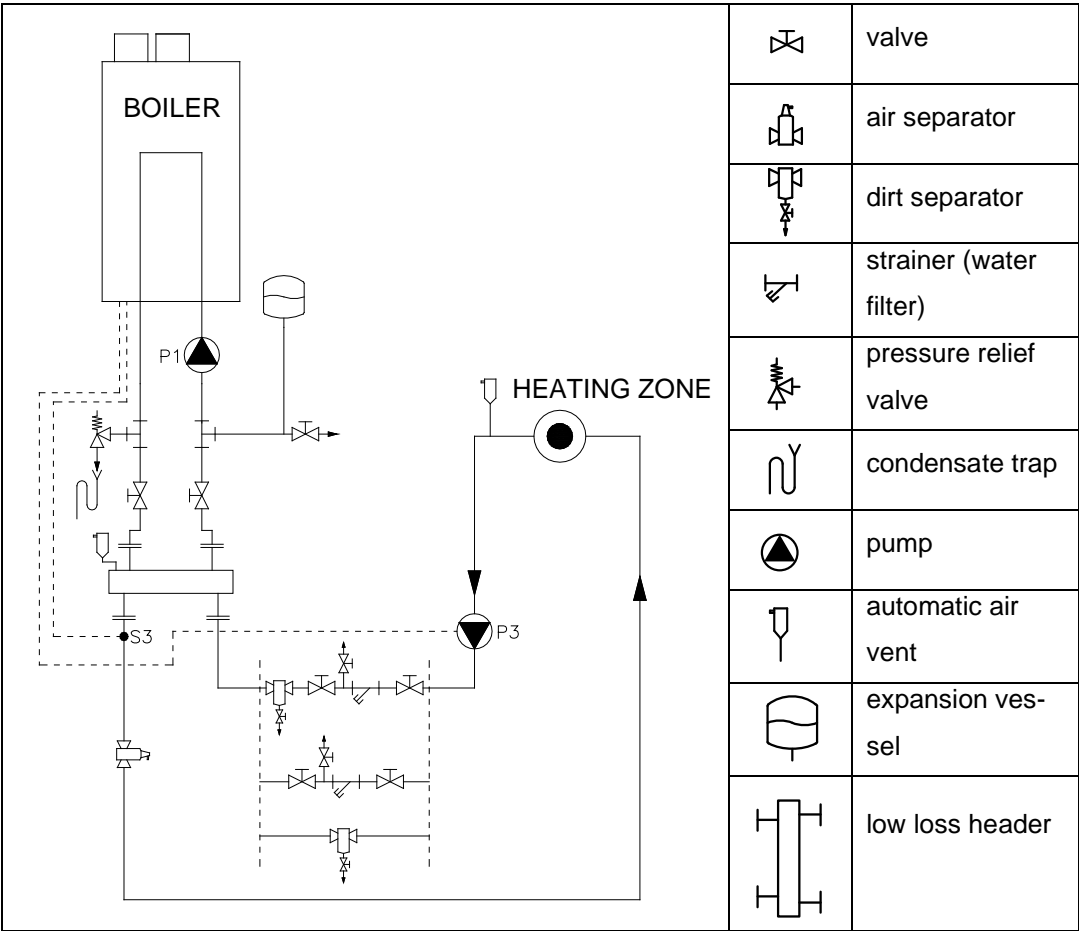 BOILER
P1
HEATING ZONE
S3
P3
valve
air separator
dirt separator
strainer (water
filter)
pressure relief
valve
condensate trap
pump
automatic air
vent
expansion ves-
sel
low loss header